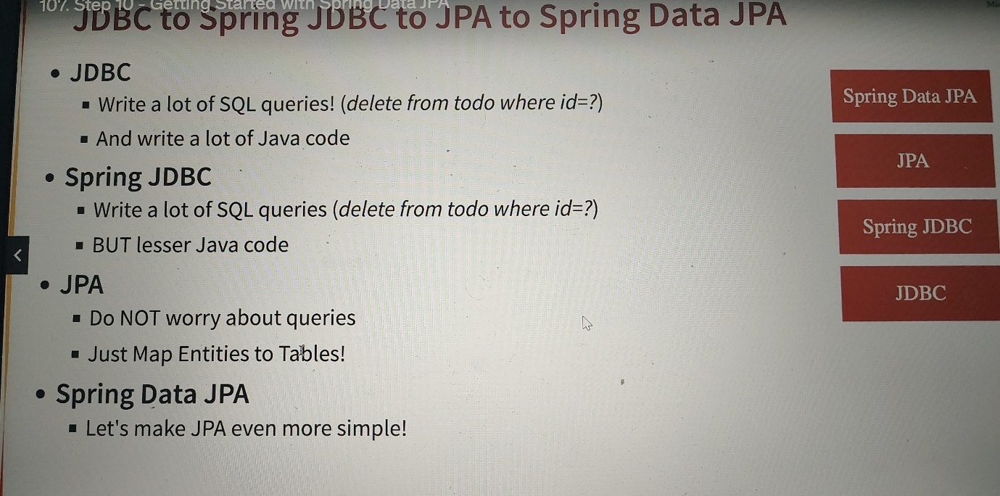 107. Step 10 - Getting Started with Spring Data JPA
JDBC to Spring JDBC to JPA to Spring Data JPA
• JDBC
▪ Write a lot of SQL queries! (delete from todo where id=?)
▪ And write a lot of Java code
• Spring JDBC
▪ Write a lot of SQL queries (delete from todo where id=?)
▪ BUT lesser Java code
• JPA
▪ Do NOT worry about queries
▪ Just Map Entities to Tables!
• Spring Data JPA
▪ Let's make JPA even more simple!
Spring Data JPA
JPA
Spring JDBC
JDBC